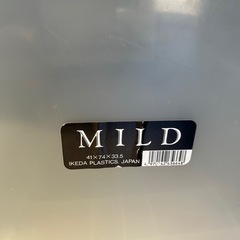 MILD
41×74×33.5
IKEDA PLASTICS, JAPAN